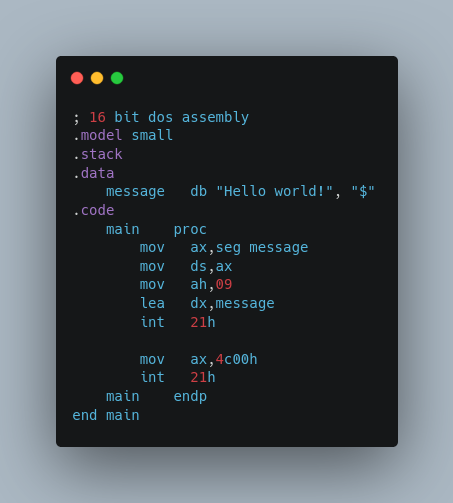 ; 16 bit dos assembly
.model small
.stack
.data
    message   db "Hello world!", "$"
.code
    main    proc
        mov   ax,seg message
        mov   ds,ax
        mov   ah,09
        lea   dx,message
        int   21h

        mov   ax,4c00h
        int   21h
    main    endp
end main